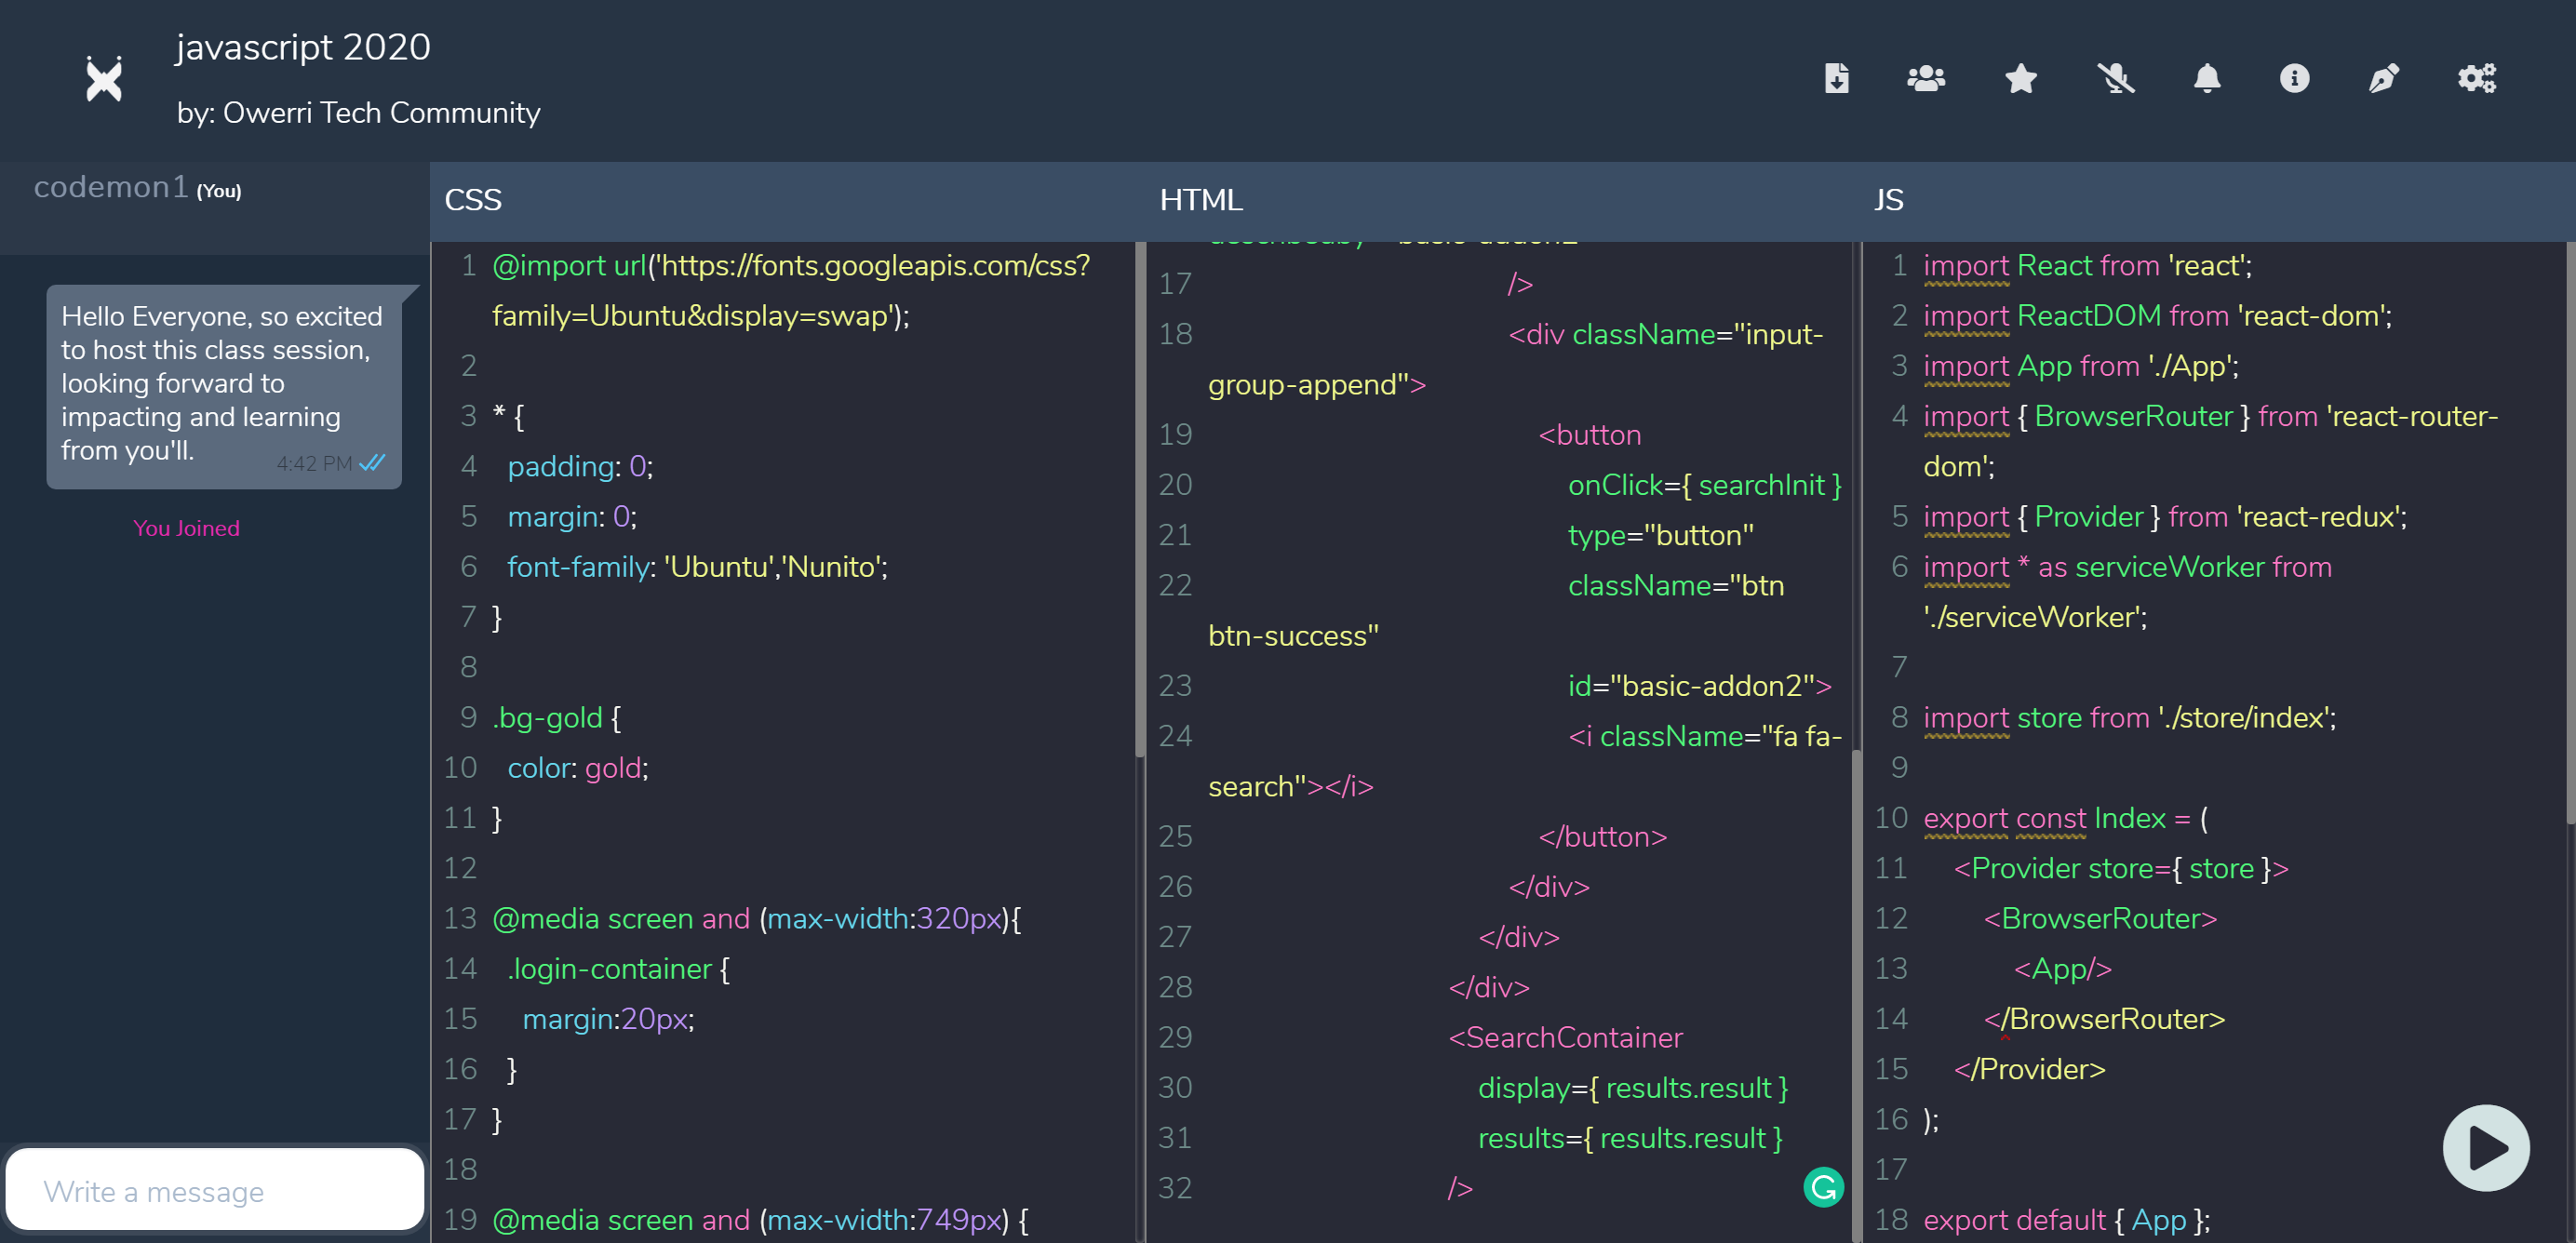 javascript 2020
by: Owerri Tech Community
codemon1 (You)
Hello Everyone, so excited
to host this class session,
looking forward to
impacting and learning
from you'll.
4:42 PM
You Joined
Write a message
CSS
1 @import url('https://fonts.googleapis.com/css?
family=Ubuntu&display=swap');
2
3 * {
4 padding: 0;
5 margin: 0;
6 font-family: 'Ubuntu','Nunito';
7 }
8
9 .bg-gold {
10 color: gold;
11 }
12
13 @media screen and (max-width:320px){
14 .login-container {
15 margin:20px;
16 }
17 }
18
19 @media screen and (max-width:749px) {
HTML
17 />
18 <div className="input-
group-append">
19 <button
20 onClick={ searchInit }
21 type="button"
22 className="btn
btn-success"
23 id="basic-addon2">
24 <i className="fa fa-
search"></i>
25 </button>
26 </div>
27 </div>
28 </div>
29 <SearchContainer
30 display={ results.result }
31 results={ results.result }
32 />
JS
1 import React from 'react';
2 import ReactDOM from 'react-dom';
3 import App from './App';
4 import { BrowserRouter } from 'react-router-
dom';
5 import { Provider } from 'react-redux';
6 import * as serviceWorker from
'./serviceWorker';
7
8 import store from './store/index';
9
10 export const Index = (
11 <Provider store={ store }>
12 <BrowserRouter>
13 <App/>
14 </BrowserRouter>
15 </Provider>
16 );
17
18 export default { App };